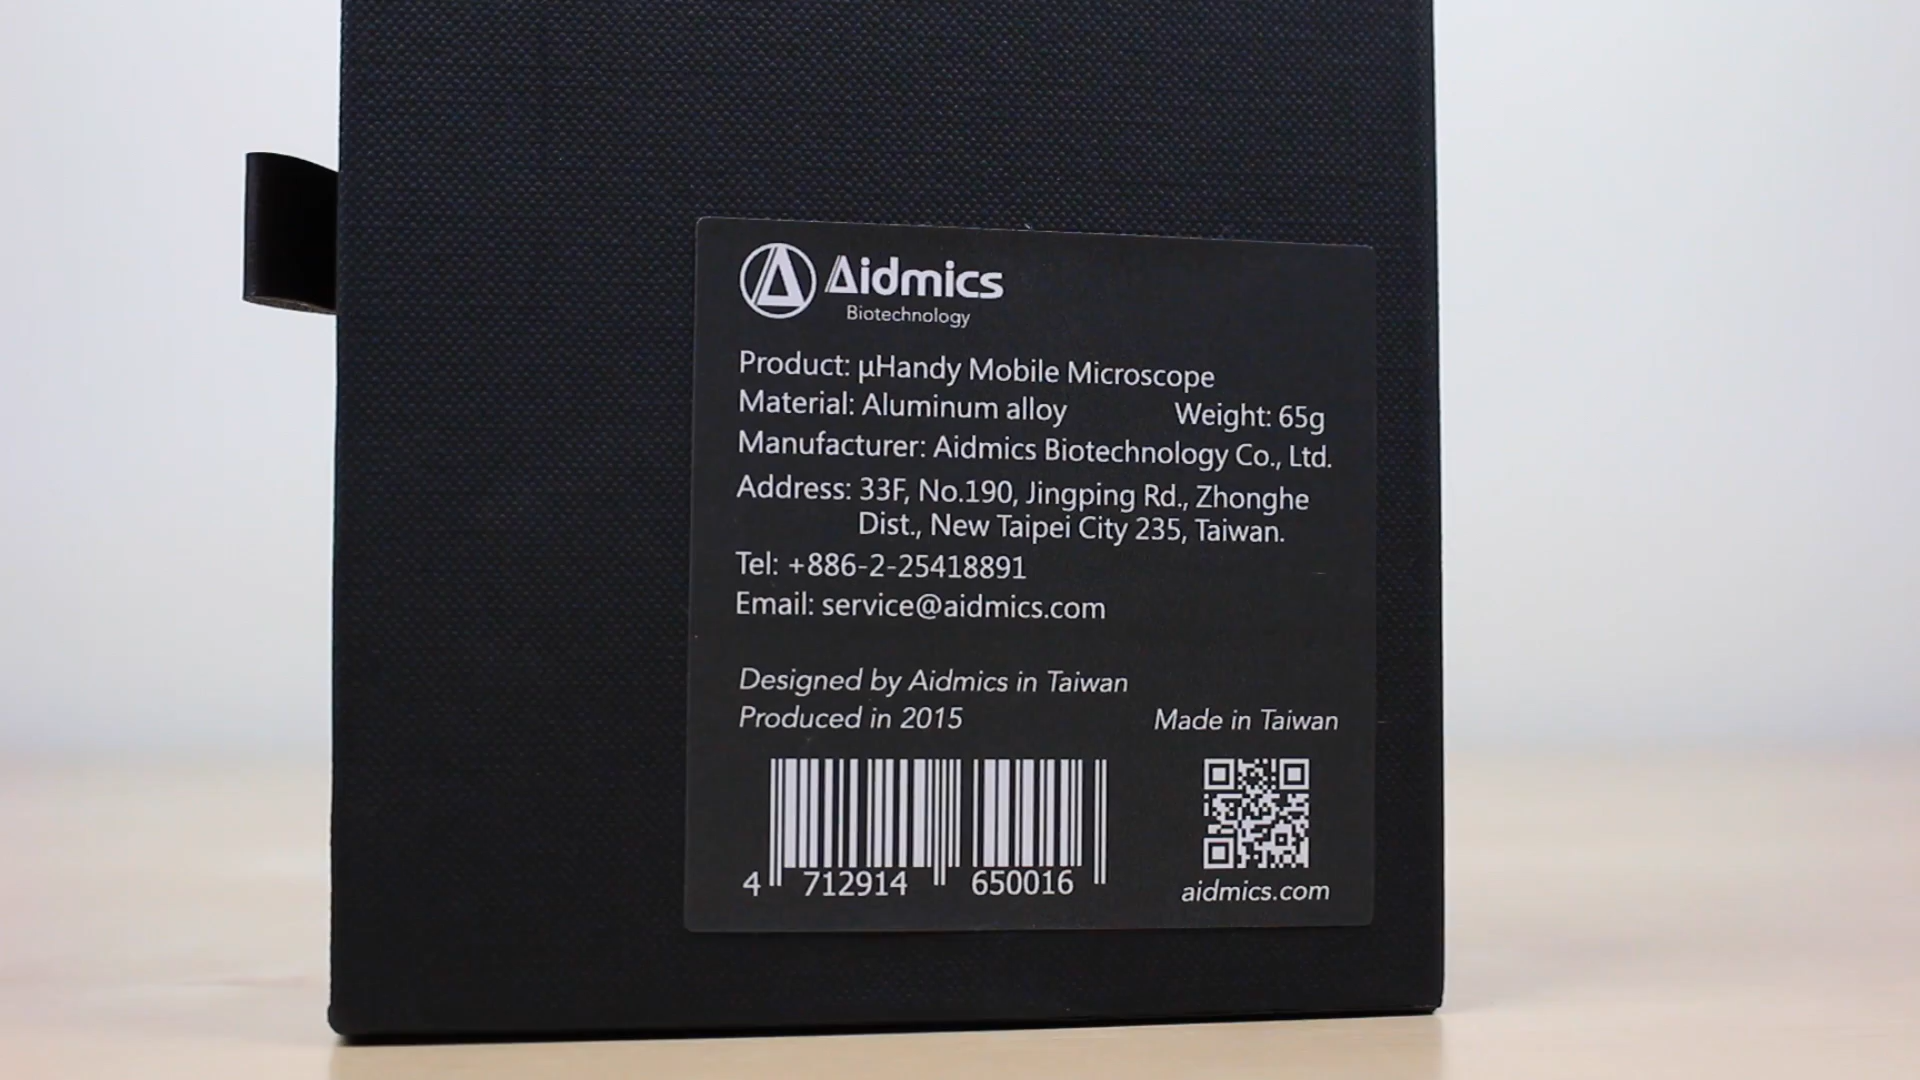 Aidmics
Biotechnology
Product: µHandy Mobile Microscope
Material: Aluminum alloy Weight: 65g
Manufacturer: Aidmics Biotechnology Co., Ltd.
Address: 33F, No.190, Jingping Rd., Zhonghe
Dist., New Taipei City 235, Taiwan.
Tel: +886-2-25418891
Email: service@aidmics.com
Designed by Aidmics in Taiwan
Produced in 2015 Made in Taiwan
4 712914 650016
aidmics.com